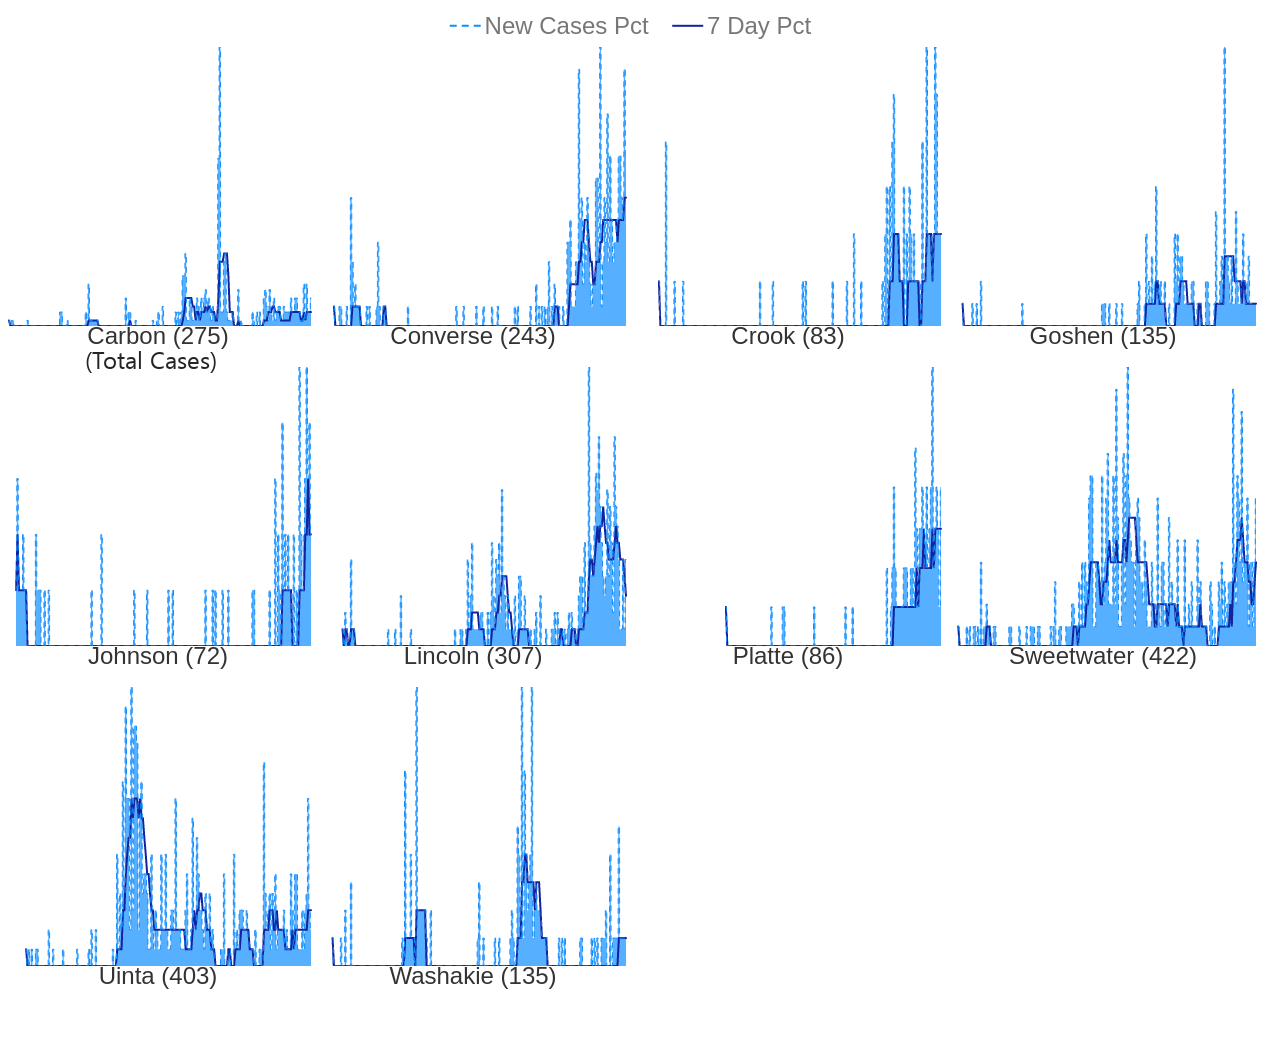 New Cases Pct 7 Day Pct
Carbon (275) Converse (243) Crook (83) Goshen (135)
(Total Cases)
Johnson (72) Lincoln (307) Platte (86) Sweetwater (422)
Uinta (403) Washakie (135)